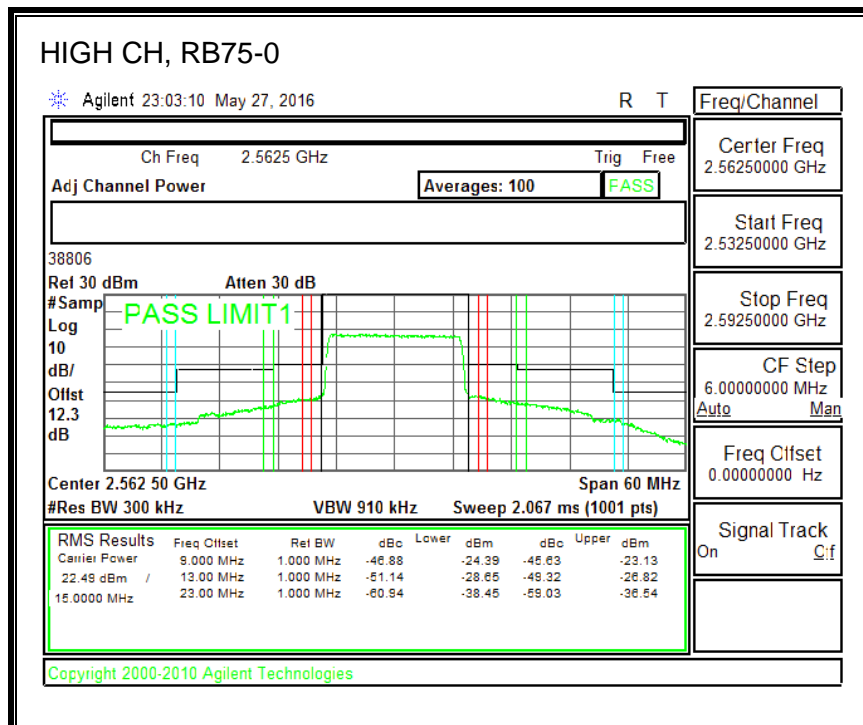 HIGH CH, RB75-0
Agilent 23:03:10 May 27, 2016 R T
Freq/Channel
Ch Freq 2.5625 GHz Trig Free
Adj Channel Power Averages: 100 PASS
Center Freq
2.56250000 GHz
Start Freq
2.53250000 GHz
38806
Ref 30 dBm Atten 30 dB
#Samp
Log
10
dB/
Offst
12.3
dB
PASS LIMIT1
Stop Freq
2.59250000 GHz
CF Step
6.00000000 MHz
Auto Man
Freq Offset
0.00000000 Hz
Center 2.562 50 GHz Span 60 MHz
#Res BW 300 kHz VBW 910 kHz Sweep 2.067 ms (1001 pts)
Signal Track
On Off
RMS Results Freq Offset Ref BW dBc Lower dBm dBc Upper dBm
Carrier Power 9.000 MHz 1.000 MHz -46.88 -24.39 -45.63 -23.13
22.49 dBm / 13.00 MHz 1.000 MHz -51.14 -28.65 -49.32 -26.82
15.0000 MHz 23.00 MHz 1.000 MHz -60.94 -38.45 -59.03 -36.54
Copyright 2000-2010 Agilent Technologies